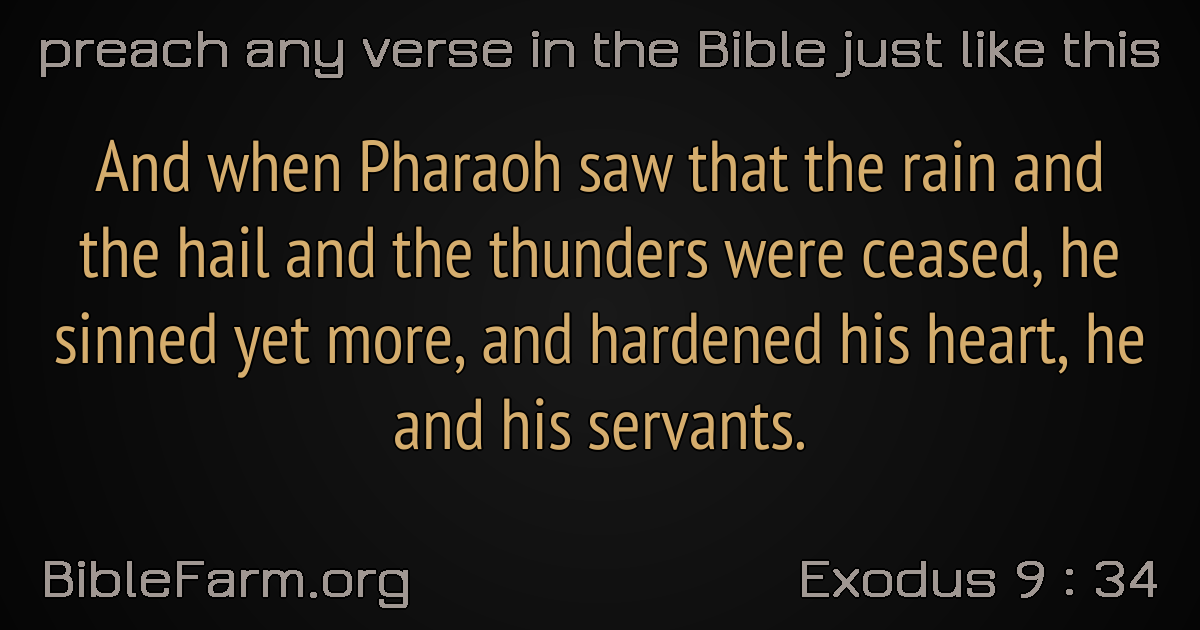 preach any verse in the Bible just like this
And when Pharaoh saw that the rain and
the hail and the thunders were ceased, he
sinned yet more, and hardened his heart, he
and his servants.
BibleFarm.org
Exodus 9 : 34